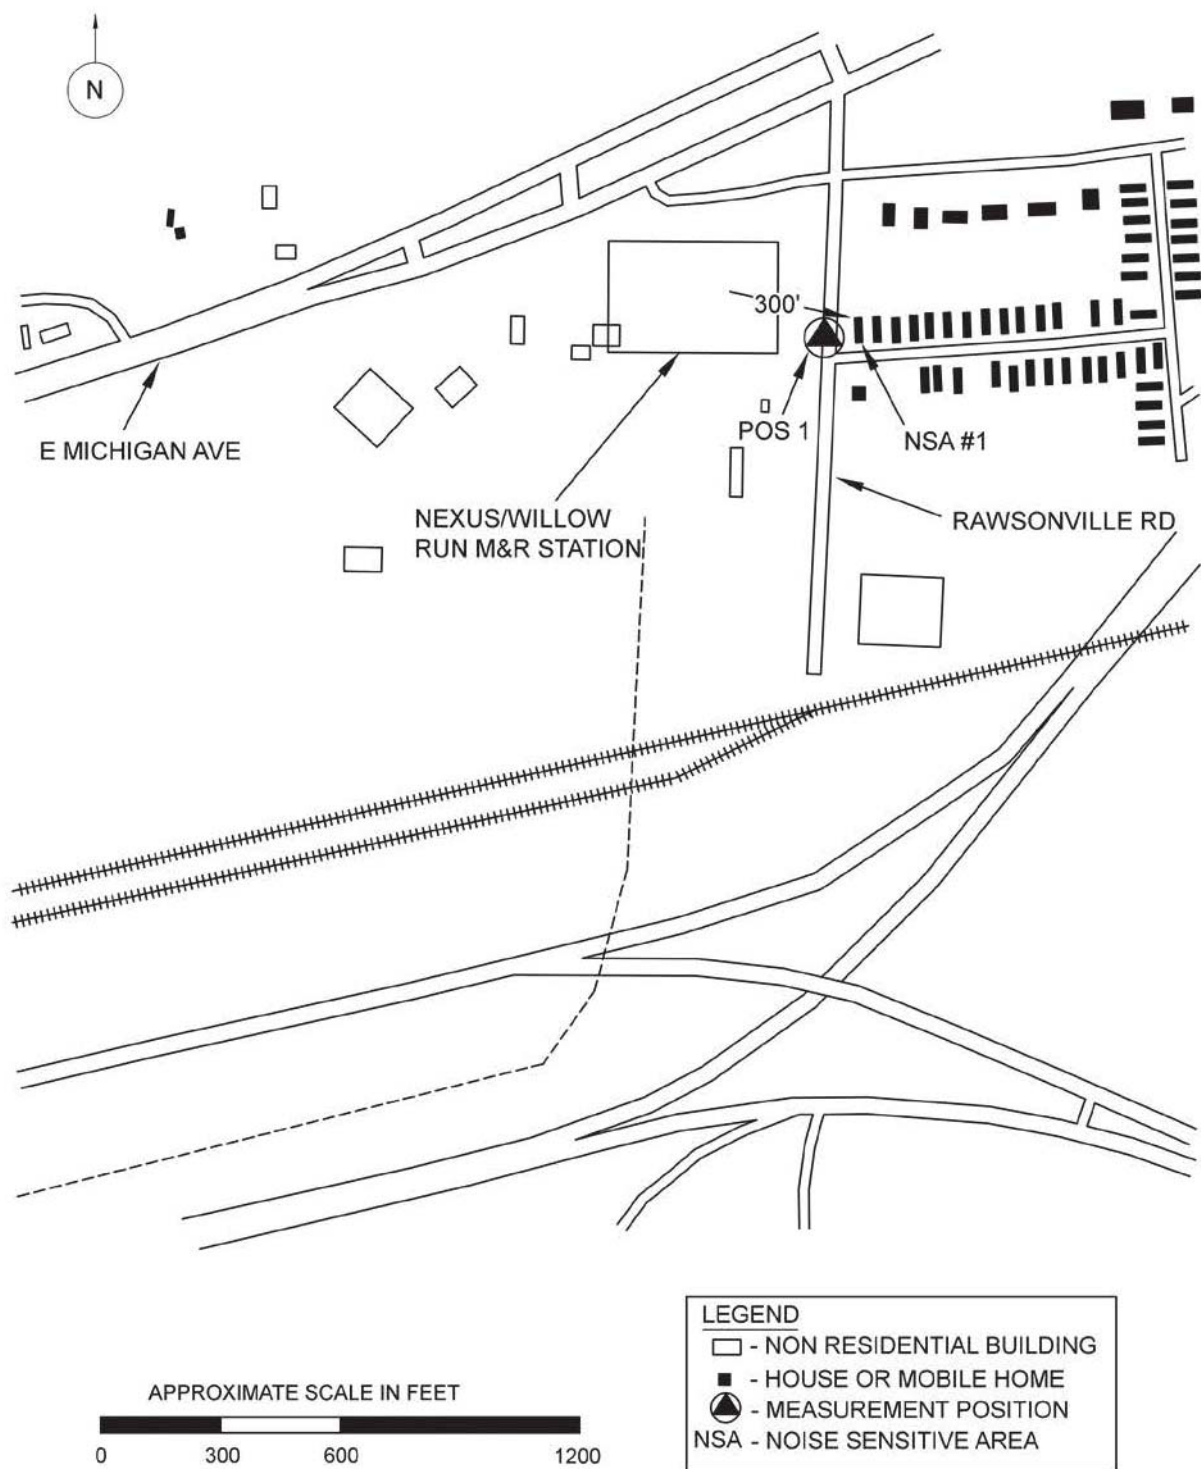 N
300'
POS 1
NSA #1
E MICHIGAN AVE
NEXUS/WILLOW
RUN M&R STATION
RAWSONVILLE RD
APPROXIMATE SCALE IN FEET
0 300 600 1200
LEGEND
- NON RESIDENTIAL BUILDING
- HOUSE OR MOBILE HOME
- MEASUREMENT POSITION
NSA - NOISE SENSITIVE AREA